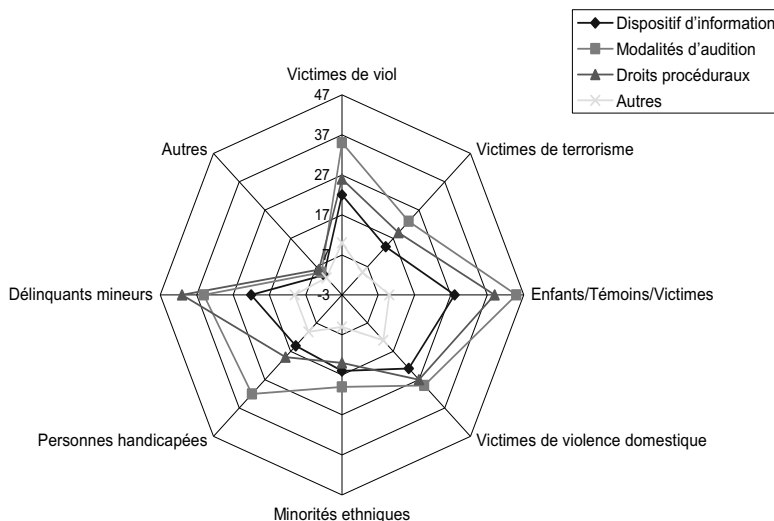 Dispositif d'information
Modalités d'audition
Droits procéduraux
Autres
Victimes de viol
47
37
27
17
7
-3
Autres
Victimes de terrorisme
Délinquants mineurs
Enfants/Témoins/Victimes
Personnes handicapées
Victimes de violence domestique
Minorités ethniques